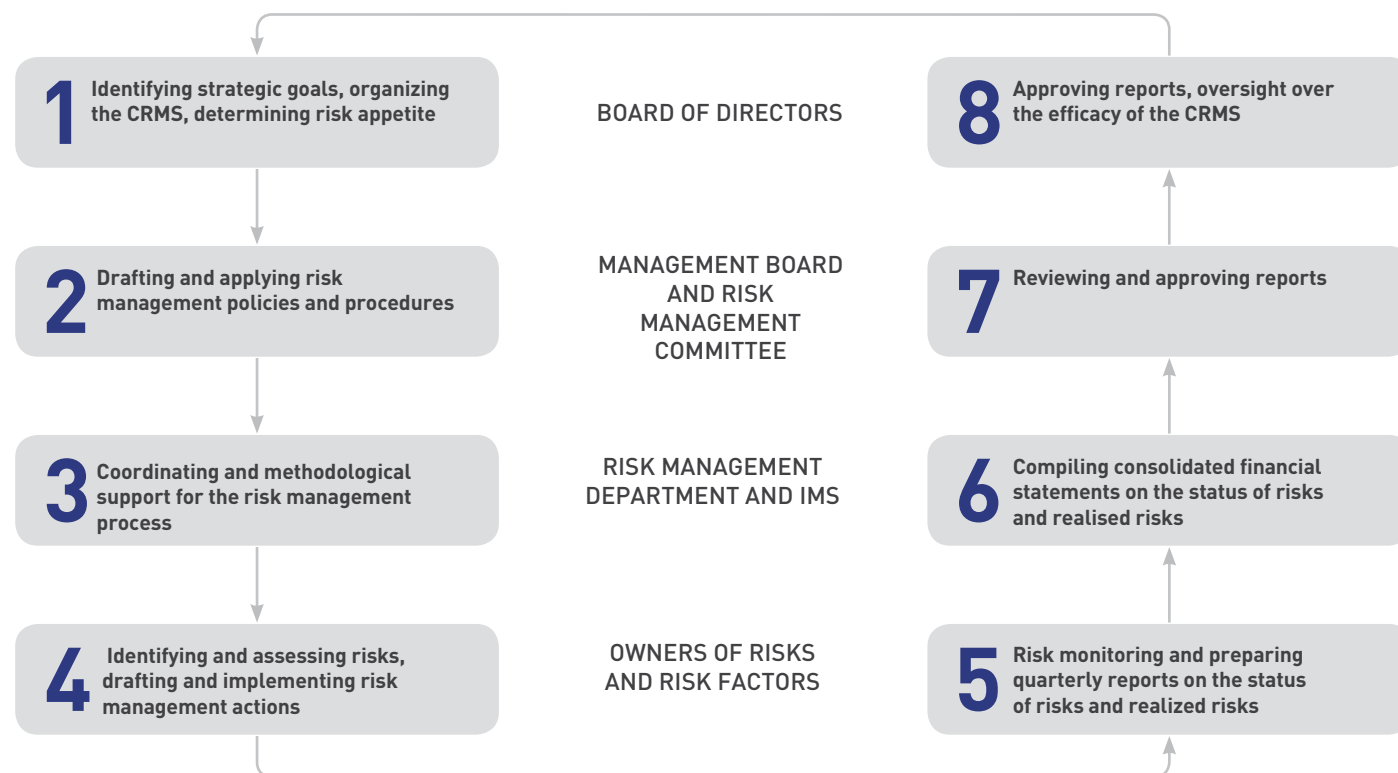 1
Identifying strategic goals, organizing
the CRMS, determining risk appetite
BOARD OF DIRECTORS
8
Approving reports, oversight over
the efficacy of the CRMS
2
Drafting and applying risk
management policies and procedures
MANAGEMENT BOARD
AND RISK
MANAGEMENT
COMMITTEE
7
Reviewing and approving reports
3
Coordinating and methodological
support for the risk management
process
RISK MANAGEMENT
DEPARTMENT AND IMS
6
Compiling consolidated financial
statements on the status of risks
and realised risks
4
Identifying and assessing risks,
drafting and implementing risk
management actions
OWNERS OF RISKS
AND RISK FACTORS
5
Risk monitoring and preparing
quarterly reports on the status
of risks and realized risks